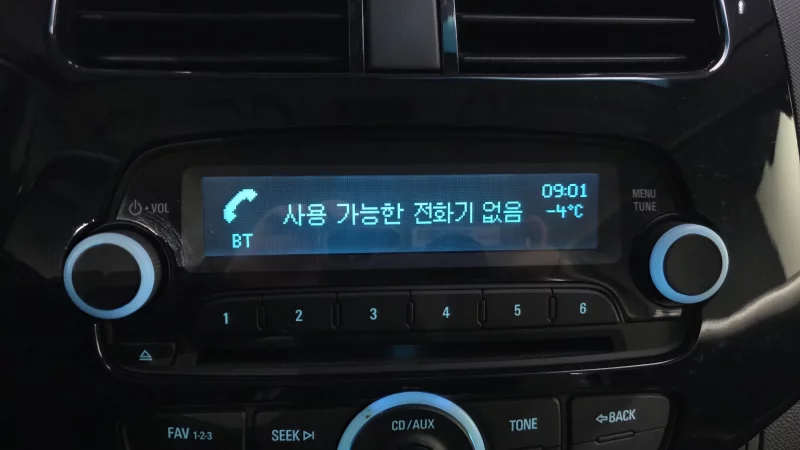 09:01
사용 가능한 전화기 없음
-4°C
BT
VOL
MENU
TUNE
1 2 3 4 5 6
FAV 1-2-3
SEEK
CD/AUX
TONE
BACK